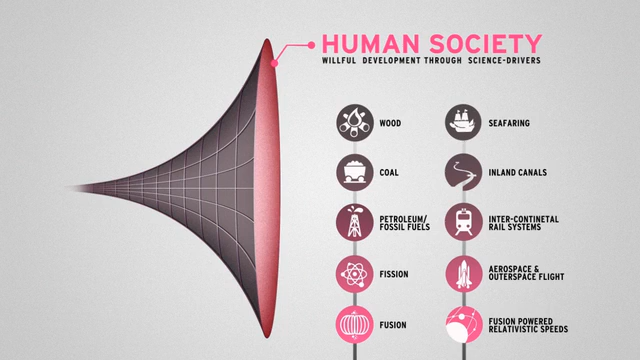 HUMAN SOCIETY
WILLFUL DEVELOPMENT THROUGH SCIENCE-DRIVERS
WOOD
COAL
PETROLEUM/
FOSSIL FUELS
FISSION
FUSION
SEAFARING
INLAND CANALS
INTER-CONTINETAL
RAIL SYSTEMS
AEROSPACE &
OUTERSPACE FLIGHT
FUSION POWERED
RELATIVISTIC SPEEDS